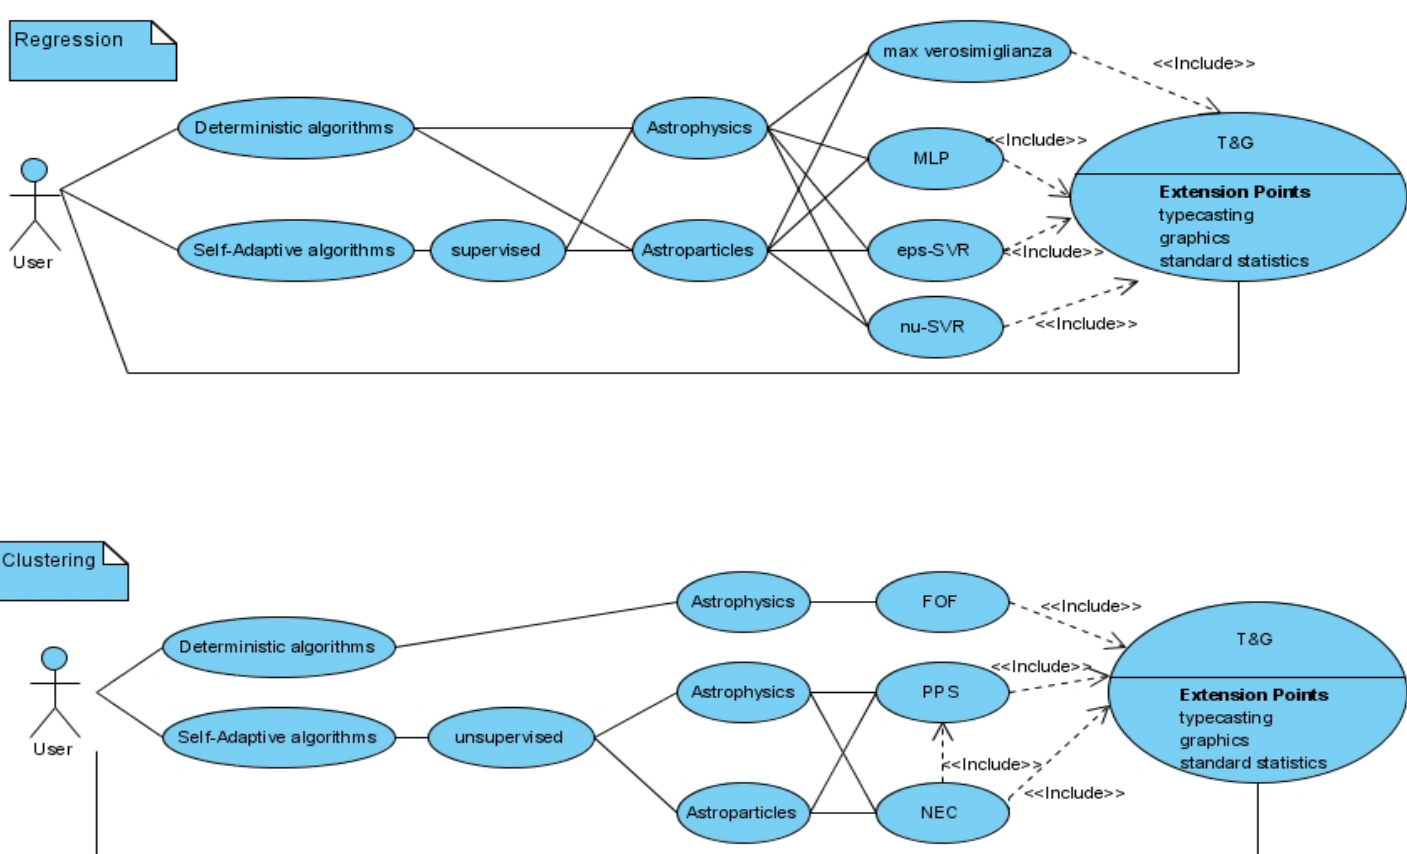 Regression
max verosimiglianza
<<Include>>
Deterministic algorithms
Astrophysics
MLP
<<Include>>
T&G
Extension Points
typecasting
graphics
standard statistics
User
Self-Adaptive algorithms
supervised
Astroparticles
eps-SVR
<<Include>>
nu-SVR
<<Include>>
Clustering
Astrophysics
FOF
<<Include>>
Deterministic algorithms
T&G
Extension Points
typecasting
graphics
standard statistics
User
Self-Adaptive algorithms
unsupervised
Astrophysics
PPS
<<Include>>
<<Include>>
Astroparticles
NEC
<<Include>>